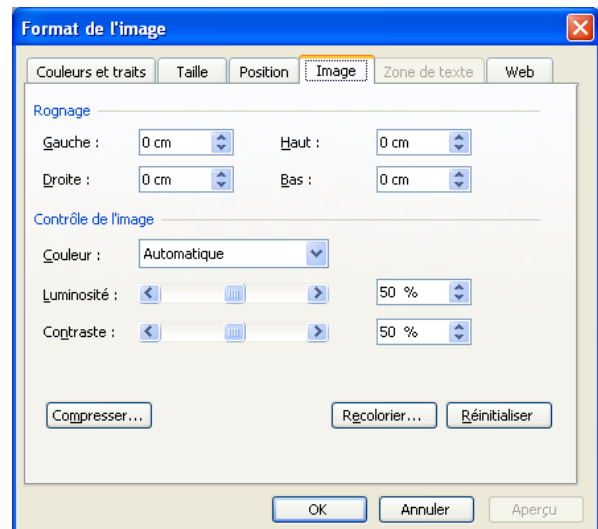 Format de l'image
Couleurs et traits Taille Position Image Zone de texte Web
Rognage
Gauche : 0 cm Haut : 0 cm
Droite : 0 cm Bas : 0 cm
Contrôle de l'image
Couleur : Automatique
Luminosité : 50 %
Contraste : 50 %
Compresser... Recolorier... Réinitialiser
OK Annuler Aperçu